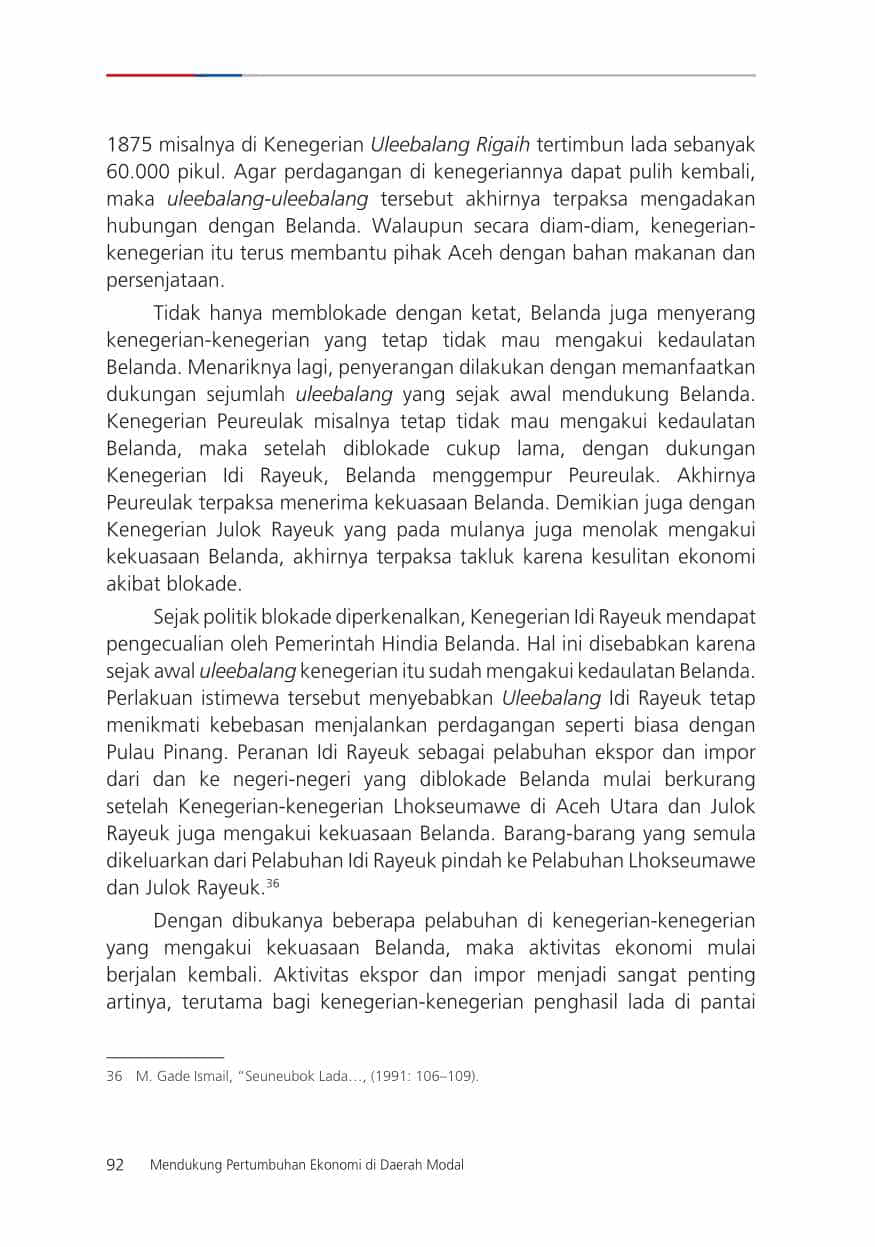 1875 misalnya di Kenegerian Uleebalang Rigaih tertimbun lada sebanyak
60.000 pikul. Agar perdagangan di kenegeriannya dapat pulih kembali,
maka uleebalang-uleebalang tersebut akhirnya terpaksa mengadakan
hubungan dengan Belanda. Walaupun secara diam-diam, kenegerian-
kenegerian itu terus membantu pihak Aceh dengan bahan makanan dan
persenjataan.
Tidak hanya memblokade dengan ketat, Belanda juga menyerang
kenegerian-kenegerian yang tetap tidak mau mengakui kedaulatan
Belanda. Menariknya lagi, penyerangan dilakukan dengan memanfaatkan
dukungan sejumlah uleebalang yang sejak awal mendukung Belanda.
Kenegerian Peureulak misalnya tetap tidak mau mengakui kedaulatan
Belanda, maka setelah diblokade cukup lama, dengan dukungan
Kenegerian Idi Rayeuk, Belanda menggempur Peureulak. Akhirnya
Peureulak terpaksa menerima kekuasaan Belanda. Demikian juga dengan
Kenegerian Julok Rayeuk yang pada mulanya juga menolak mengakui
kekuasaan Belanda, akhirnya terpaksa takluk karena kesulitan ekonomi
akibat blokade.
Sejak politik blokade diperkenalkan, Kenegerian Idi Rayeuk mendapat
pengecualian oleh Pemerintah Hindia Belanda. Hal ini disebabkan karena
sejak awal uleebalang kenegerian itu sudah mengakui kedaulatan Belanda.
Perlakuan istimewa tersebut menyebabkan Uleebalang Idi Rayeuk tetap
menikmati kebebasan menjalankan perdagangan seperti biasa dengan
Pulau Pinang. Peranan Idi Rayeuk sebagai pelabuhan ekspor dan impor
dari dan ke negeri-negeri yang diblokade Belanda mulai berkurang
setelah Kenegerian-kenegerian Lhokseumawe di Aceh Utara dan Julok
Rayeuk juga mengakui kekuasaan Belanda. Barang-barang yang semula
dikeluarkan dari Pelabuhan Idi Rayeuk pindah ke Pelabuhan Lhokseumawe
dan Julok Rayeuk.36
Dengan dibukanya beberapa pelabuhan di kenegerian-kenegerian
yang mengakui kekuasaan Belanda, maka aktivitas ekonomi mulai
berjalan kembali. Aktivitas ekspor dan impor menjadi sangat penting
artinya, terutama bagi kenegerian-kenegerian penghasil lada di pantai
36 M. Gade Ismail, “Seuneubok Lada…, (1991: 106–109).
92 Mendukung Pertumbuhan Ekonomi di Daerah Modal